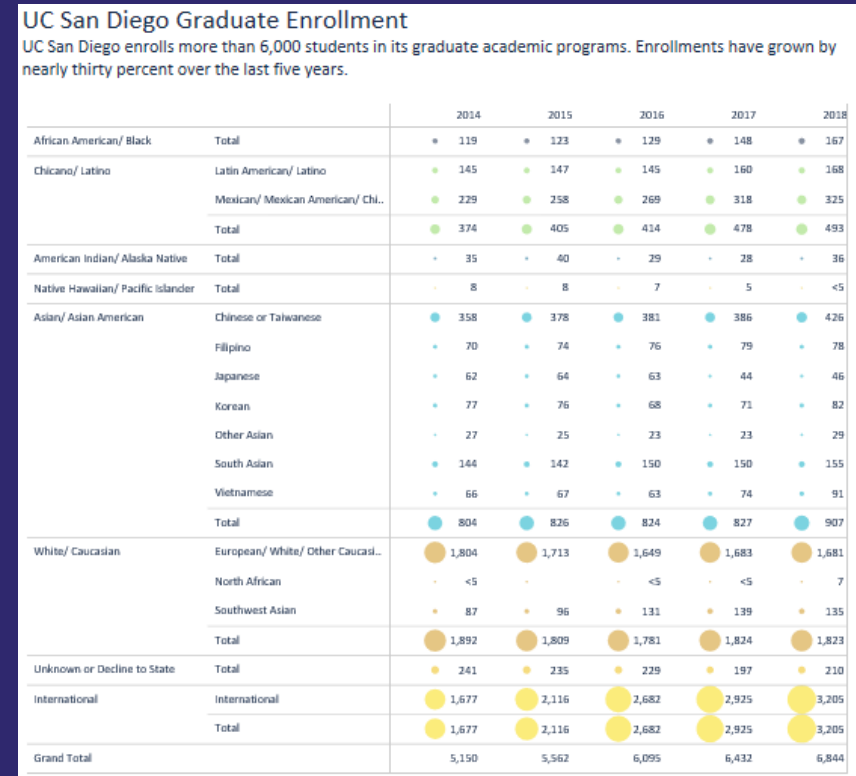 UC San Diego Graduate Enrollment
UC San Diego enrolls more than 6,000 students in its graduate academic programs. Enrollments have grown by
nearly thirty percent over the last five years.
2014 2015 2016 2017 2018
African American/ Black Total 119 123 129 148 167
Chicano/ Latino Latin American/ Latino 145 147 145 160 168
Mexican/ Mexican American/ Chi.. 229 258 269 318 325
Total 374 405 414 478 493
American Indian/ Alaska Native Total 35 40 29 28 36
Native Hawaiian/ Pacific Islander Total 8 8 7 5 <5
Asian/ Asian American Chinese or Taiwanese 358 378 381 386 426
Filipino 70 74 76 79 78
Japanese 62 64 63 44 46
Korean 77 76 68 71 82
Other Asian 27 25 23 23 29
South Asian 144 142 150 150 155
Vietnamese 66 67 63 74 91
Total 804 826 824 827 907
White/ Caucasian European/ White/ Other Caucasi.. 1,804 1,713 1,649 1,683 1,681
North African <5 <5 <5 7
Southwest Asian 87 96 131 139 135
Total 1,892 1,809 1,781 1,824 1,823
Unknown or Decline to State Total 241 235 229 197 210
International International 1,677 2,116 2,682 2,925 3,205
Total 1,677 2,116 2,682 2,925 3,205
Grand Total 5,150 5,562 6,095 6,432 6,844